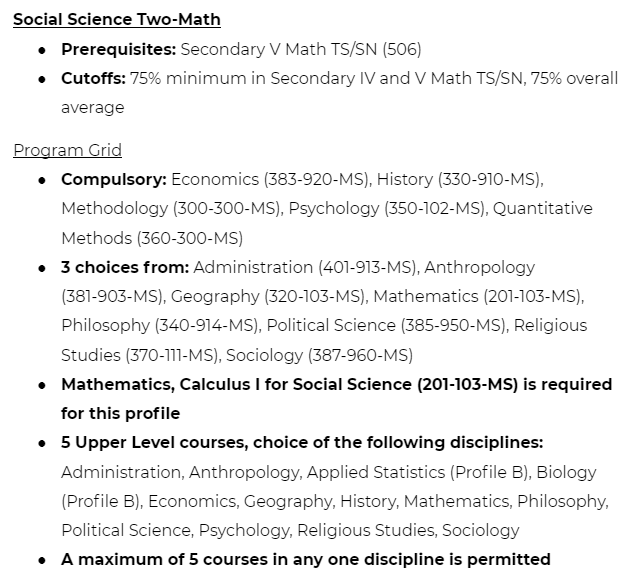 Social Science Two-Math
• Prerequisites: Secondary V Math TS/SN (506)
• Cutoffs: 75% minimum in Secondary IV and V Math TS/SN, 75% overall
average
Program Grid
• Compulsory: Economics (383-920-MS), History (330-910-MS),
Methodology (300-300-MS), Psychology (350-102-MS), Quantitative
Methods (360-300-MS)
• 3 choices from: Administration (401-913-MS), Anthropology
(381-903-MS), Geography (320-103-MS), Mathematics (201-103-MS),
Philosophy (340-914-MS), Political Science (385-950-MS), Religious
Studies (370-111-MS), Sociology (387-960-MS)
• Mathematics, Calculus I for Social Science (201-103-MS) is required
for this profile
• 5 Upper Level courses, choice of the following disciplines:
Administration, Anthropology, Applied Statistics (Profile B), Biology
(Profile B), Economics, Geography, History, Mathematics, Philosophy,
Political Science, Psychology, Religious Studies, Sociology
• A maximum of 5 courses in any one discipline is permitted